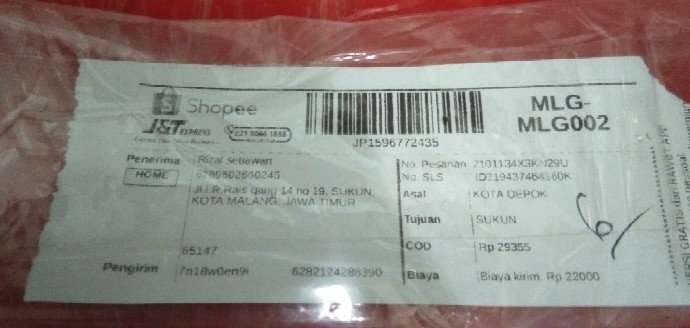 Shopee
J&T EXPRESS
021 8066 1888
JP1596772435
MLG-
MLG002
Penerima
HOME
Rizal setiawan
6289802660245
Jl.I.R.Rais gang 14 no 19, SUKUN,
KOTA MALANG, JAWA TIMUR
65147
Pengirim 7n18w0en9i 6282124288390
No. Pesanan 2101134X3KN29U
No. SLS ID219437464160K
Asal KOTA DEPOK
Tujuan SUKUN
COD Rp 29355
Biaya Biaya kirim. Rp 22000